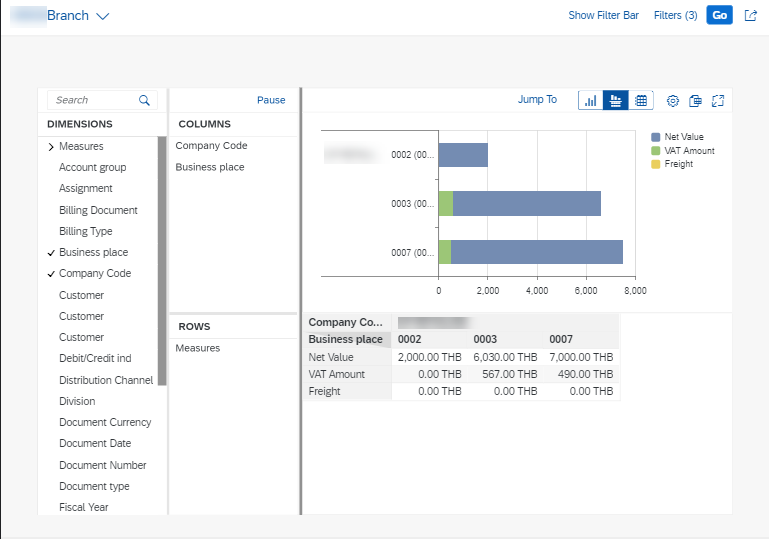 Branch
Show Filter Bar Filters (3) Go
Search
Pause
Jump To
DIMENSIONS
Measures
Account group
Assignment
Billing Document
Billing Type
Business place
Company Code
Customer
Customer
Customer
Debit/Credit ind
Distribution Channel
Division
Document Currency
Document Date
Document Number
Document type
Fiscal Year
COLUMNS
Company Code
Business place
ROWS
Measures
0002 (00...
0003 (00...
0007 (00...
0 2,000 4,000 6,000 8,000
Net Value
VAT Amount
Freight
Company Co...
Business place 0002 0003 0007
Net Value 2,000.00 THB 6,030.00 THB 7,000.00 THB
VAT Amount 0.00 THB 567.00 THB 490.00 THB
Freight 0.00 THB 0.00 THB 0.00 THB